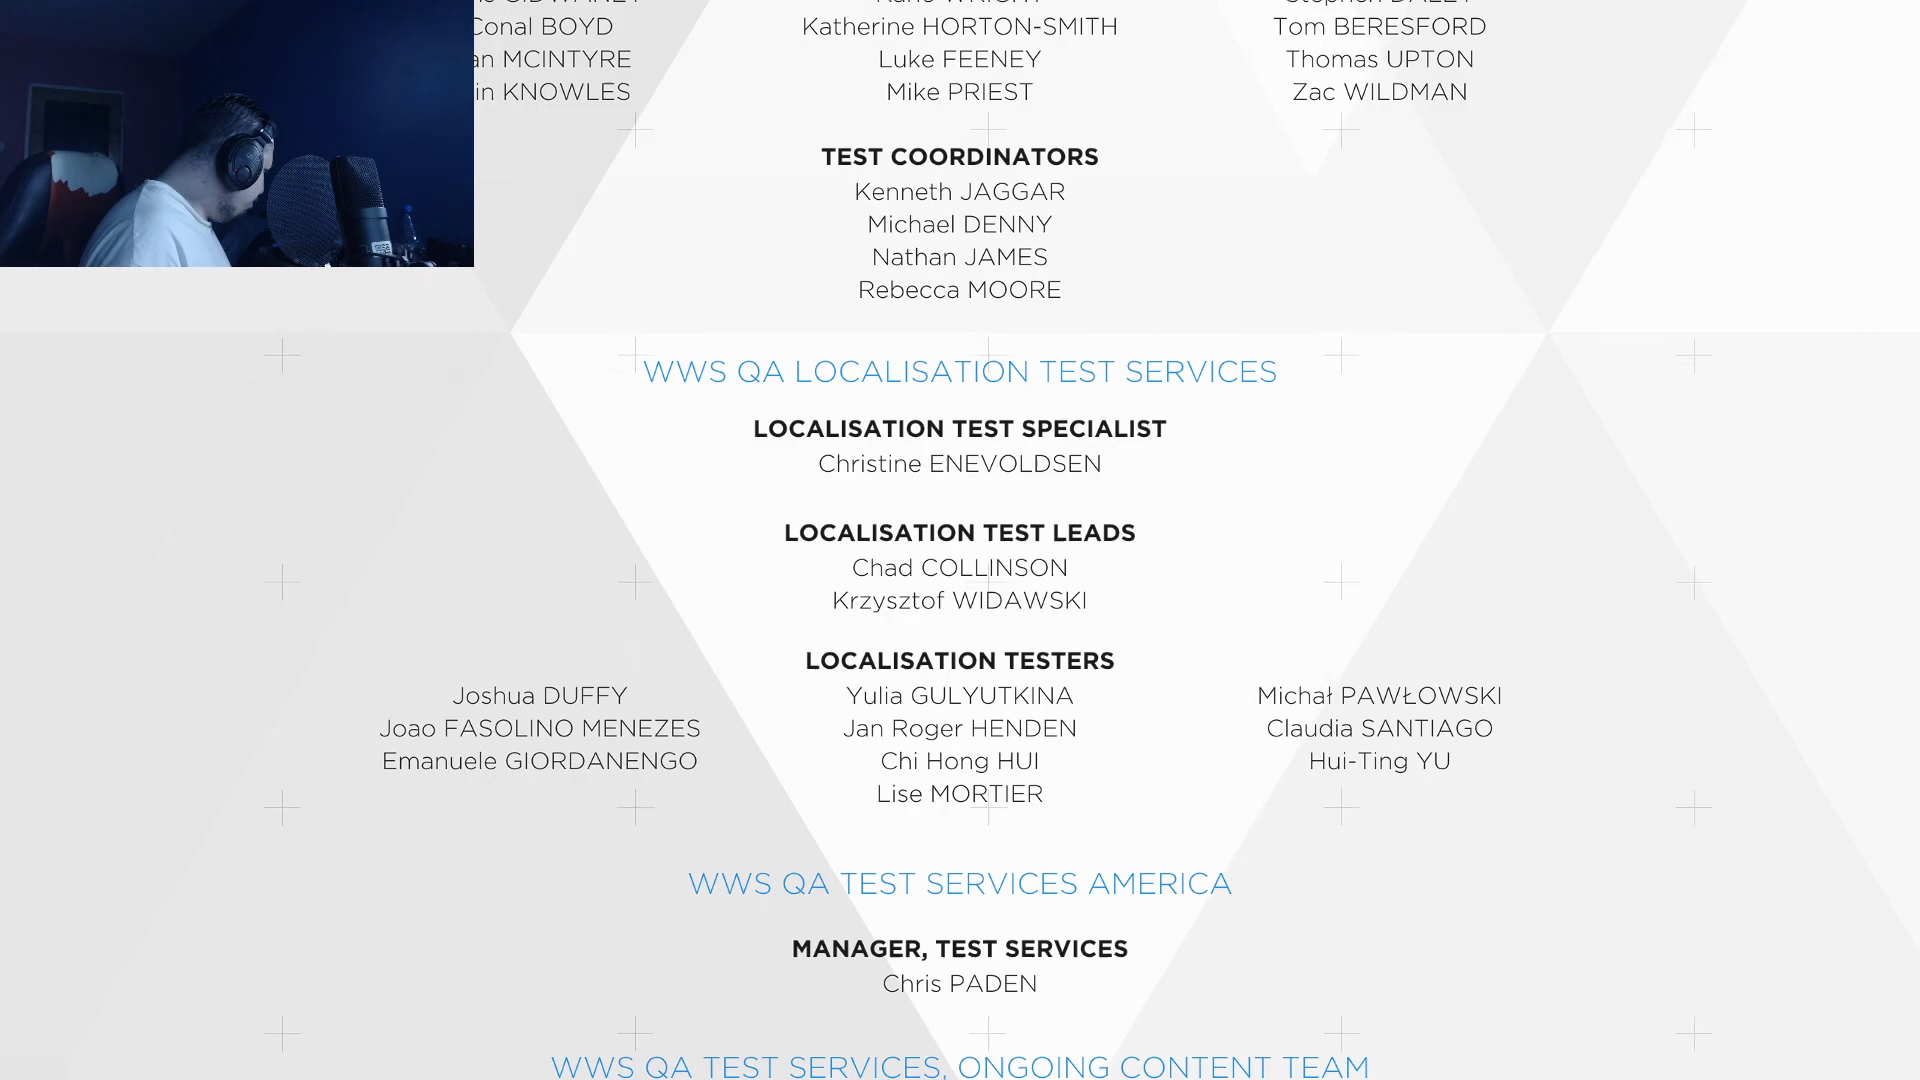 BOYD
Katherine HORTON-SMITH
Tom BERESFORD
MCINTYRE
Luke FEENEY
Thomas UPTON
KNOWLES
Mike PRIEST
Zac WILDMAN
TEST COORDINATORS
Kenneth JAGGAR
Michael DENNY
Nathan JAMES
Rebecca MOORE
WWS QA LOCALISATION TEST SERVICES
LOCALISATION TEST SPECIALIST
Christine ENEVOLDSEN
LOCALISATION TEST LEADS
Chad COLLINSON
Krzysztof WIDAWSKI
LOCALISATION TESTERS
Joshua DUFFY
Yulia GULYUTKINA
Michał PAWŁOWSKI
Joao FASOLINO MENEZES
Jan Roger HENDEN
Claudia SANTIAGO
Emanuele GIORDANENGO
Chi Hong HUI
Hui-Ting YU
Lise MORTIER
WWS QA TEST SERVICES AMERICA
MANAGER, TEST SERVICES
Chris PADEN
WWS QA TEST SERVICES, ONGOING CONTENT TEAM